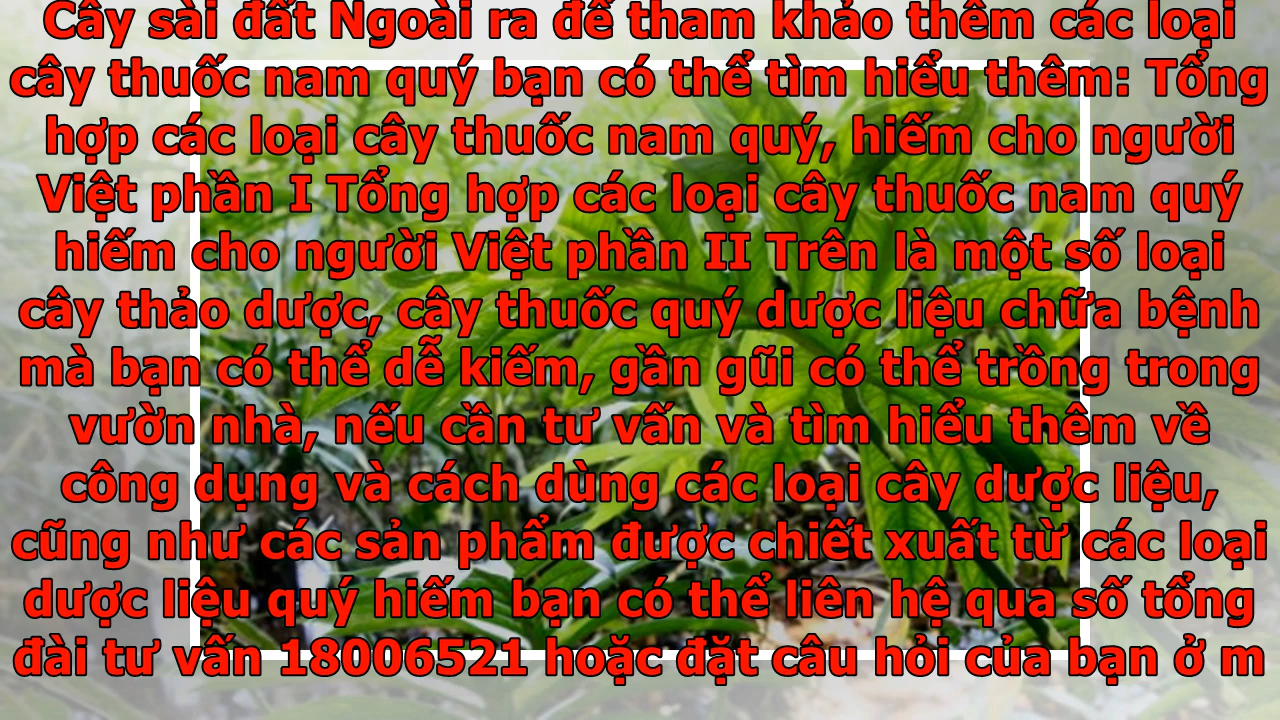 Cây sài đất Ngoài ra để tham khảo thêm các loại
cây thuốc nam quý bạn có thể tìm hiểu thêm: Tổng
hợp các loại cây thuốc nam quý, hiếm cho người
Việt phần I Tổng hợp các loại cây thuốc nam quý
hiếm cho người Việt phần II Trên là một số loại
cây thảo dược, cây thuốc quý dược liệu chữa bệnh
mà bạn có thể dễ kiếm, gần gũi có thể trồng trong
vườn nhà, nếu cần tư vấn và tìm hiểu thêm về
công dụng và cách dùng các loại cây dược liệu,
cũng như các sản phẩm được chiết xuất từ các loại
dược liệu quý hiếm bạn có thể liên hệ qua số tổng
đài tư vấn 18006521 hoặc đặt câu hỏi của bạn ở m